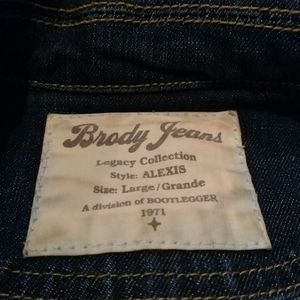 Brody Jeans
Legacy Collection
Style: ALEXIS
Size: Large/Grande
A division of BOOTLEGGER
1971